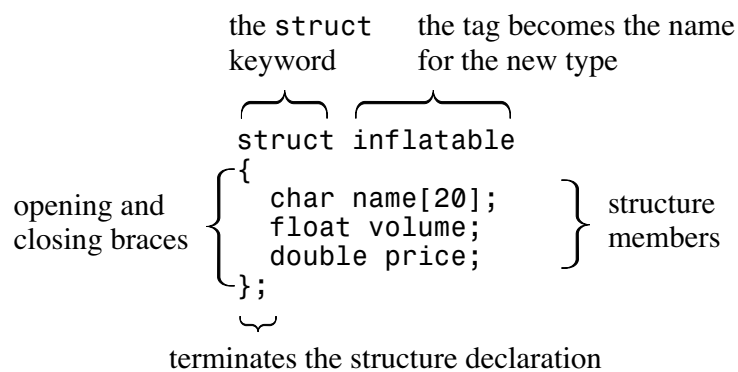 the struct keyword
the tag becomes the name for the new type
struct inflatable
{
char name[20];
float volume;
double price;
};
opening and closing braces
structure members
terminates the structure declaration